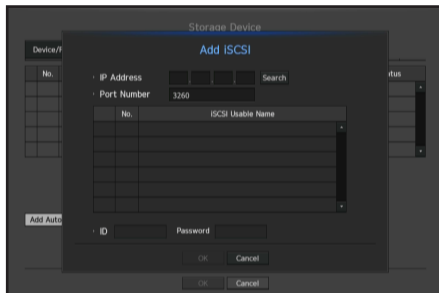 Storage Device
Add iSCSI
Device/F
No.
tus
IP Address
. . .
Search
Port Number
3260
No.
iSCSI Usable Name
Add Auto
ID
Password
OK
Cancel
OK
Cancel